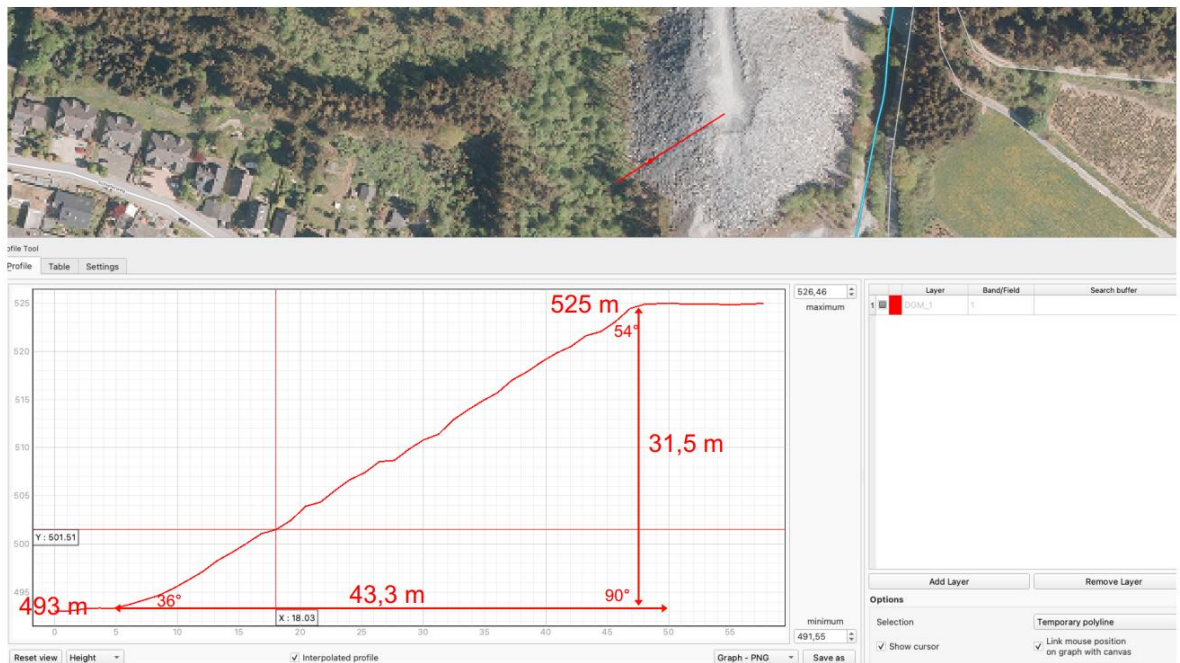 ofile Tool
Profile Table Settings
525
520
515
510
505
500
495
525 m
54°
31,5 m
Y : 501.51
493 m
36°
43,3 m
90°
X : 18.03
0 5 10 15 20 25 30 35 40 45 50 55
526,46
maximum
minimum
491,55
Reset view Height
Interpolated profile
Graph - PNG
Save as
Layer Band/Field Search buffer
1 DGM_1 1
Add Layer Remove Layer
Options
Selection Temporary polyline
Show cursor
Link mouse position
on graph with canvas